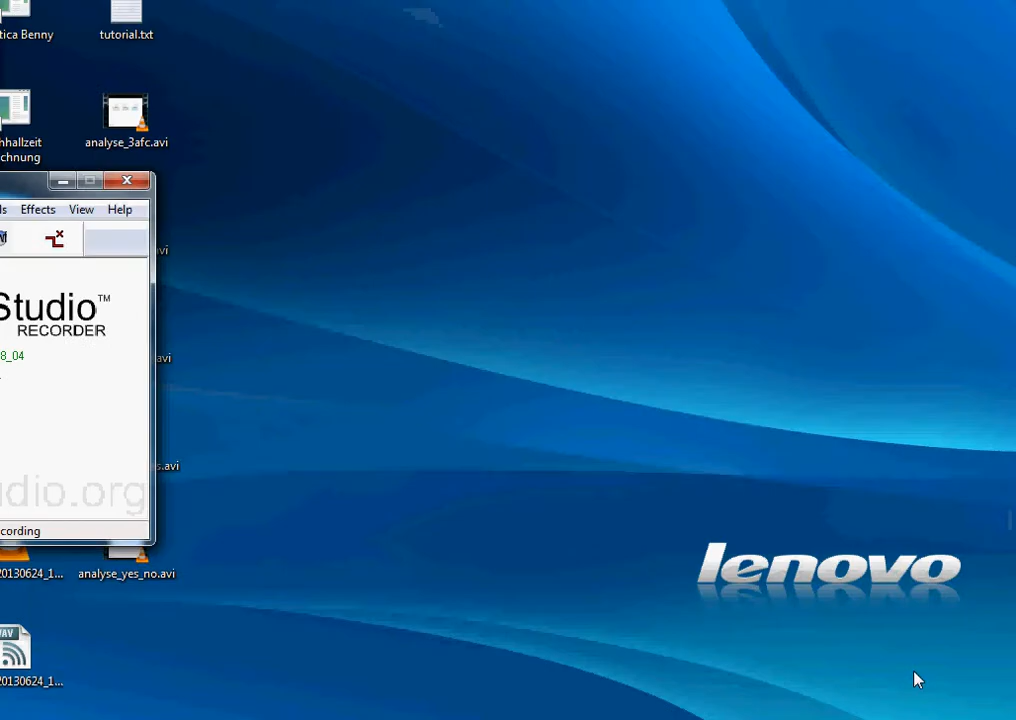 tica Benny
tutorial.txt
hhallzeit
chnung
analyse_3afc.avi
ls Effects View Help
avi
Studio™
RECORDER
8_04
avi
dio.org
s.avi
cording
20130624_1...
analyse_yes_no.avi
lenovo
WAV
20130624_1...